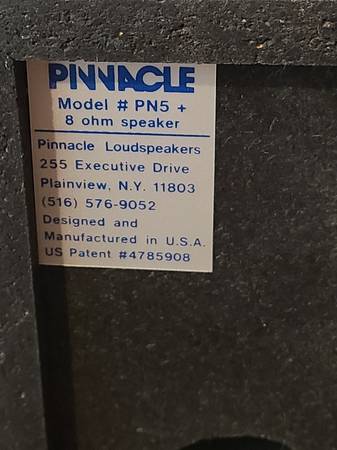 PINNACLE
Model # PN5 +
8 ohm speaker
Pinnacle Loudspeakers
255 Executive Drive
Plainview, N.Y. 11803
(516) 576-9052
Designed and
Manufactured in U.S.A.
US Patent #4785908